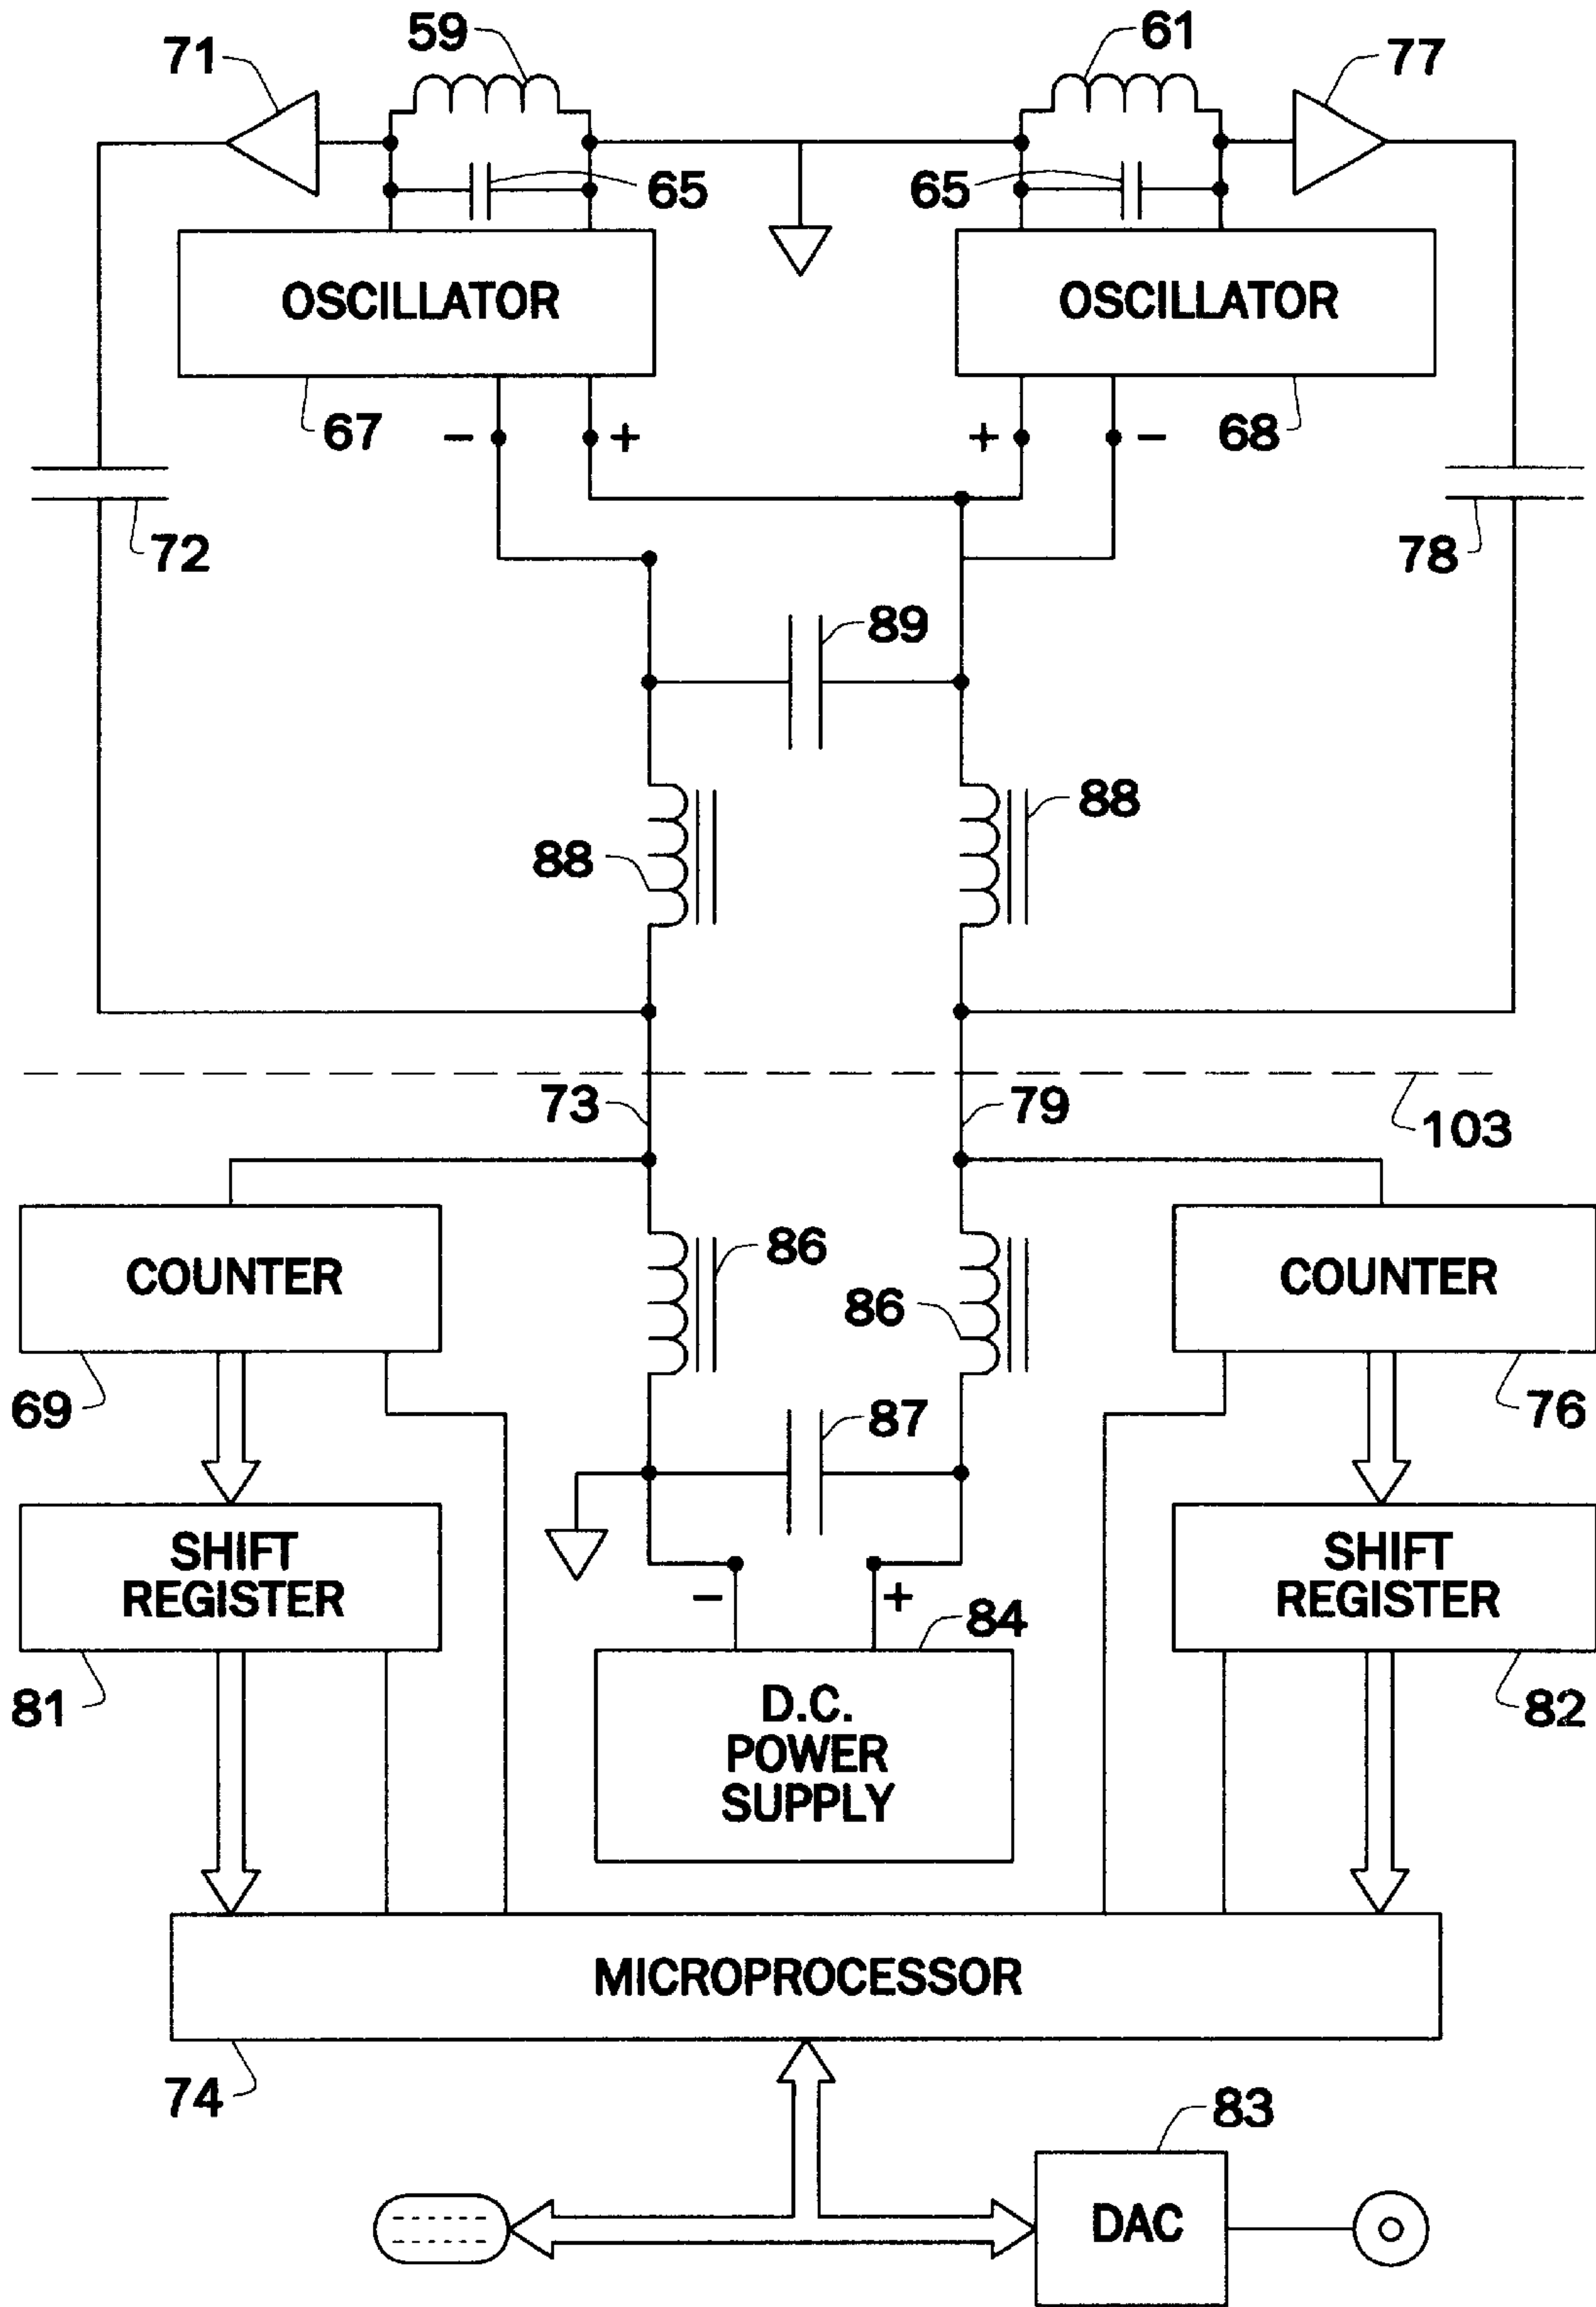 59
61
71
77
65
65
OSCILLATOR
OSCILLATOR
67
-
+
+
-
68
72
78
89
88
88
73
79
103
COUNTER
86
86
COUNTER
69
87
76
SHIFT
REGISTER
SHIFT
REGISTER
-
+
84
81
82
D.C.
POWER
SUPPLY
MICROPROCESSOR
74
83
DAC